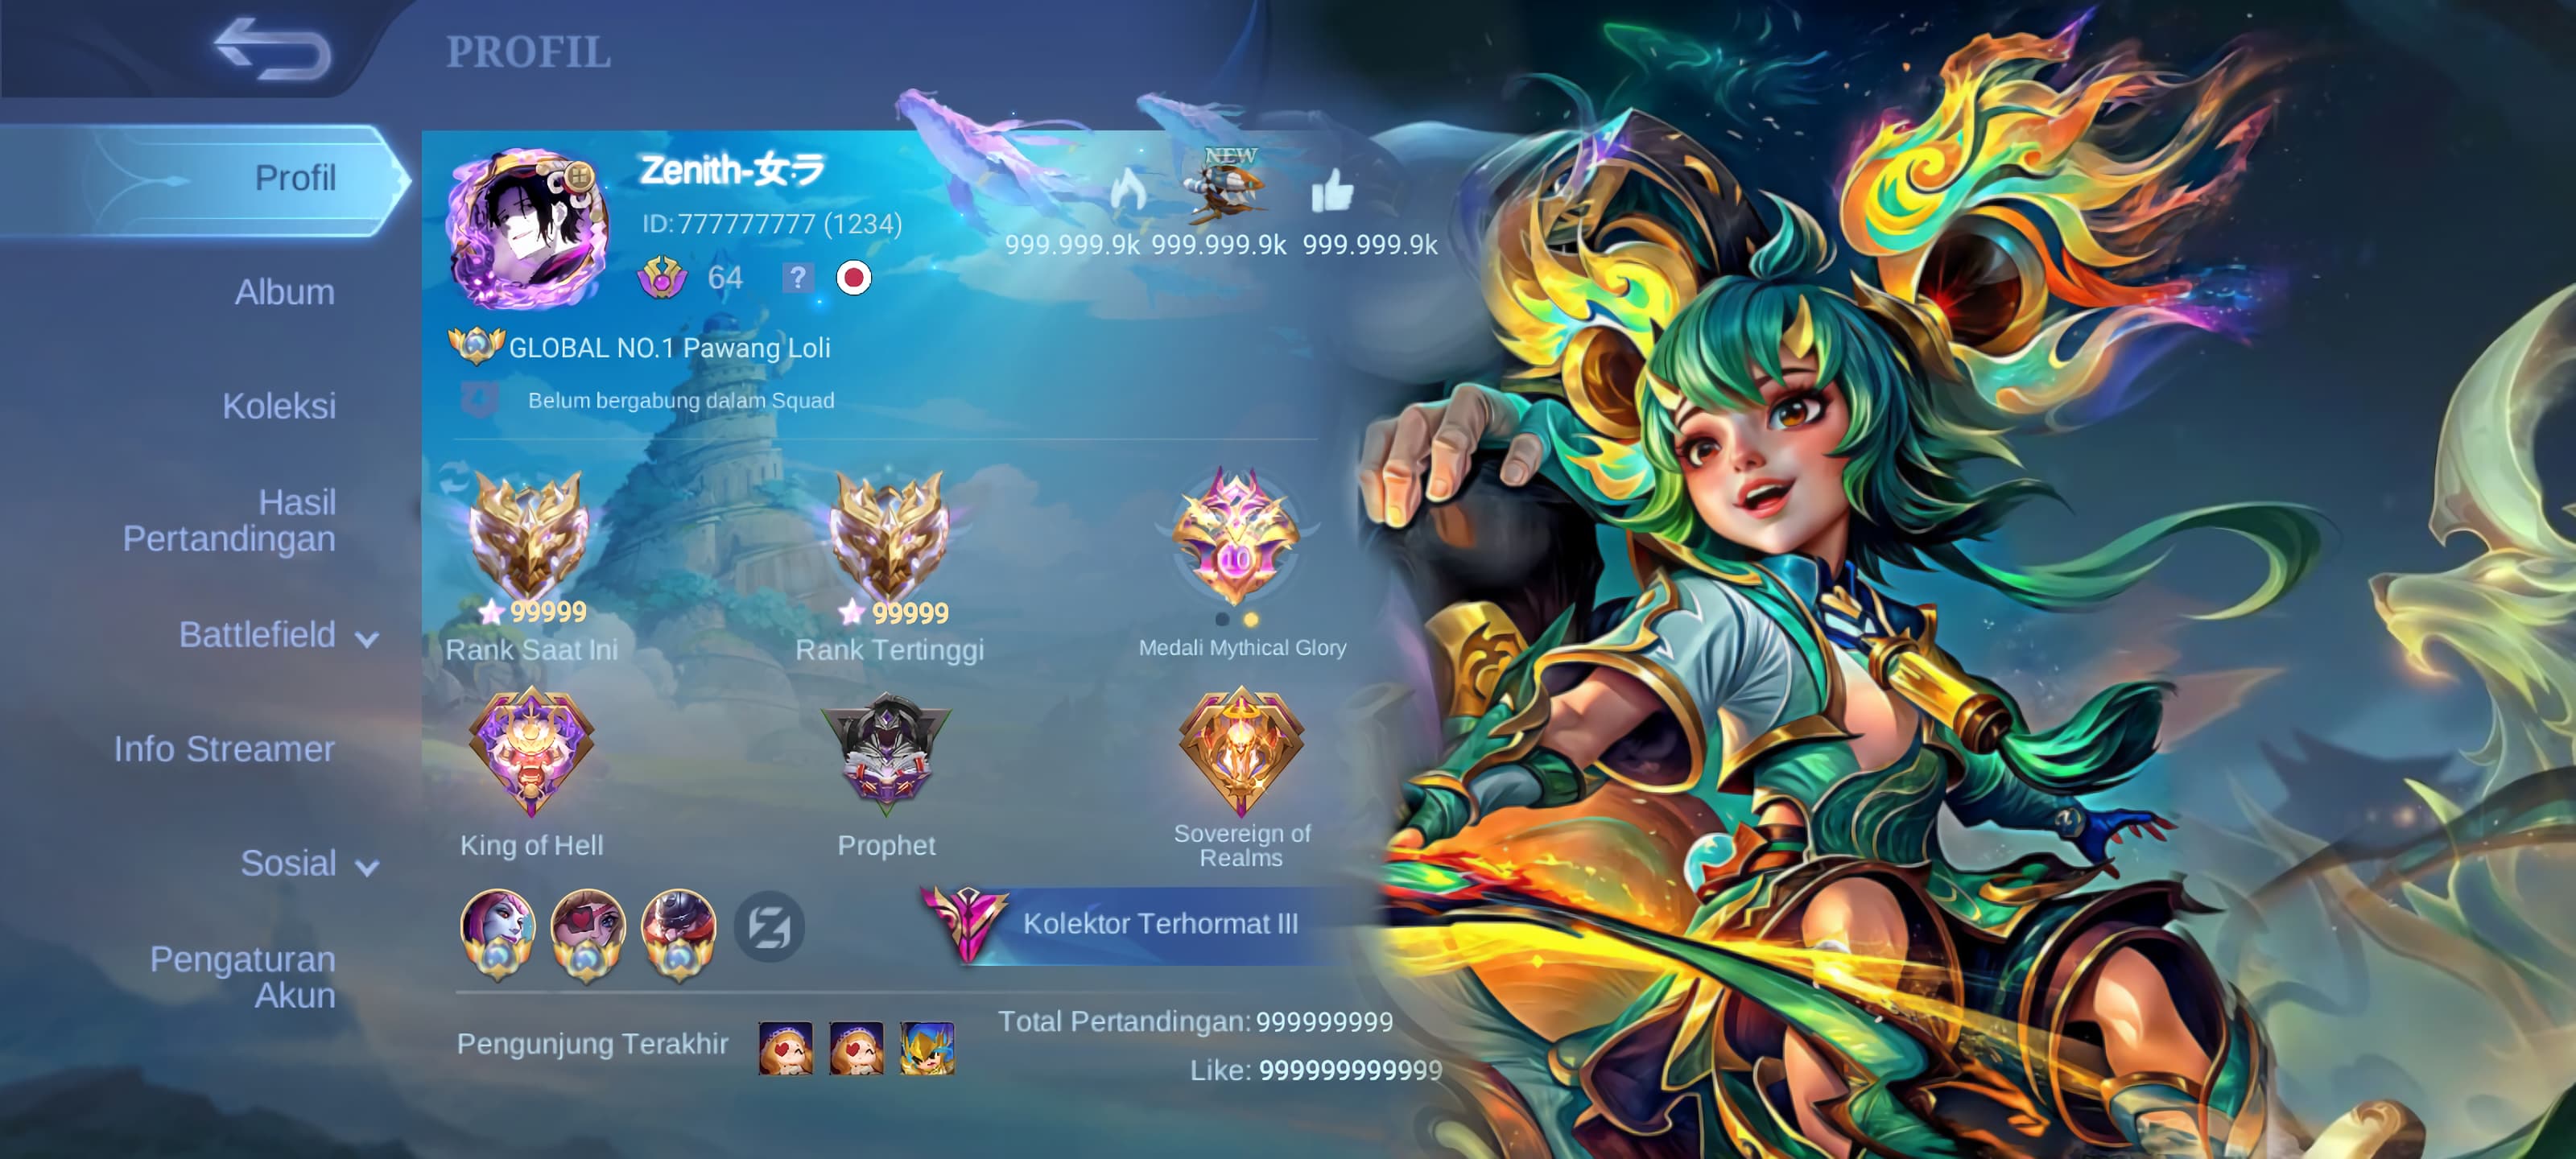 PROFIL
Profil
Album
Koleksi
Hasil
Pertandingan
Battlefield
Info Streamer
Sosial
Pengaturan
Akun
Zenith-女ラ
ID: 777777777 (1234)
64 ?
GLOBAL NO.1 Pawang Loli
Belum bergabung dalam Squad
NEW
999.999.9k 999.999.9k 999.999.9k
99999
Rank Saat Ini
99999
Rank Tertinggi
10
Medali Mythical Glory
King of Hell
Prophet
Sovereign of
Realms
Kolektor Terhormat III
Pengunjung Terakhir
Total Pertandingan: 999999999
Like: 999999999999